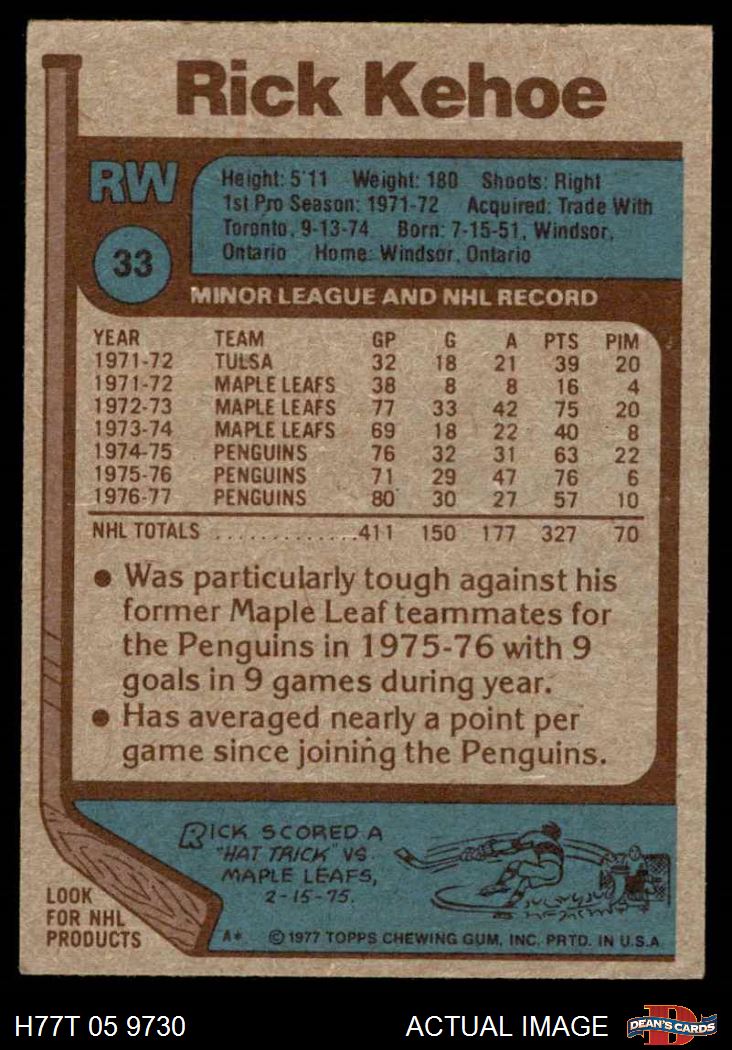 Rick Kehoe
RW
33
Height: 5'11 Weight: 180 Shoots: Right
1st Pro Season: 1971-72 Acquired: Trade With
Toronto, 9-13-74 Born: 7-15-51, Windsor,
Ontario Home: Windsor, Ontario
MINOR LEAGUE AND NHL RECORD
YEAR TEAM GP G A PTS PIM
1971-72 TULSA 32 18 21 39 20
1971-72 MAPLE LEAFS 38 8 8 16 4
1972-73 MAPLE LEAFS 77 33 42 75 20
1973-74 MAPLE LEAFS 69 18 22 40 8
1974-75 PENGUINS 76 32 31 63 22
1975-76 PENGUINS 71 29 47 76 6
1976-77 PENGUINS 80 30 27 57 10
NHL TOTALS .............411 150 177 327 70
● Was particularly tough against his
former Maple Leaf teammates for
the Penguins in 1975-76 with 9
goals in 9 games during year.
● Has averaged nearly a point per
game since joining the Penguins.
RICK SCORED A
"HAT TRICK" VS
MAPLE LEAFS,
2-15-75.
LOOK
FOR NHL
PRODUCTS
A* © 1977 TOPPS CHEWING GUM, INC. PRTD. IN U.S.A.
H77T 05 9730
ACTUAL IMAGE
D
DEAN'S CARDS